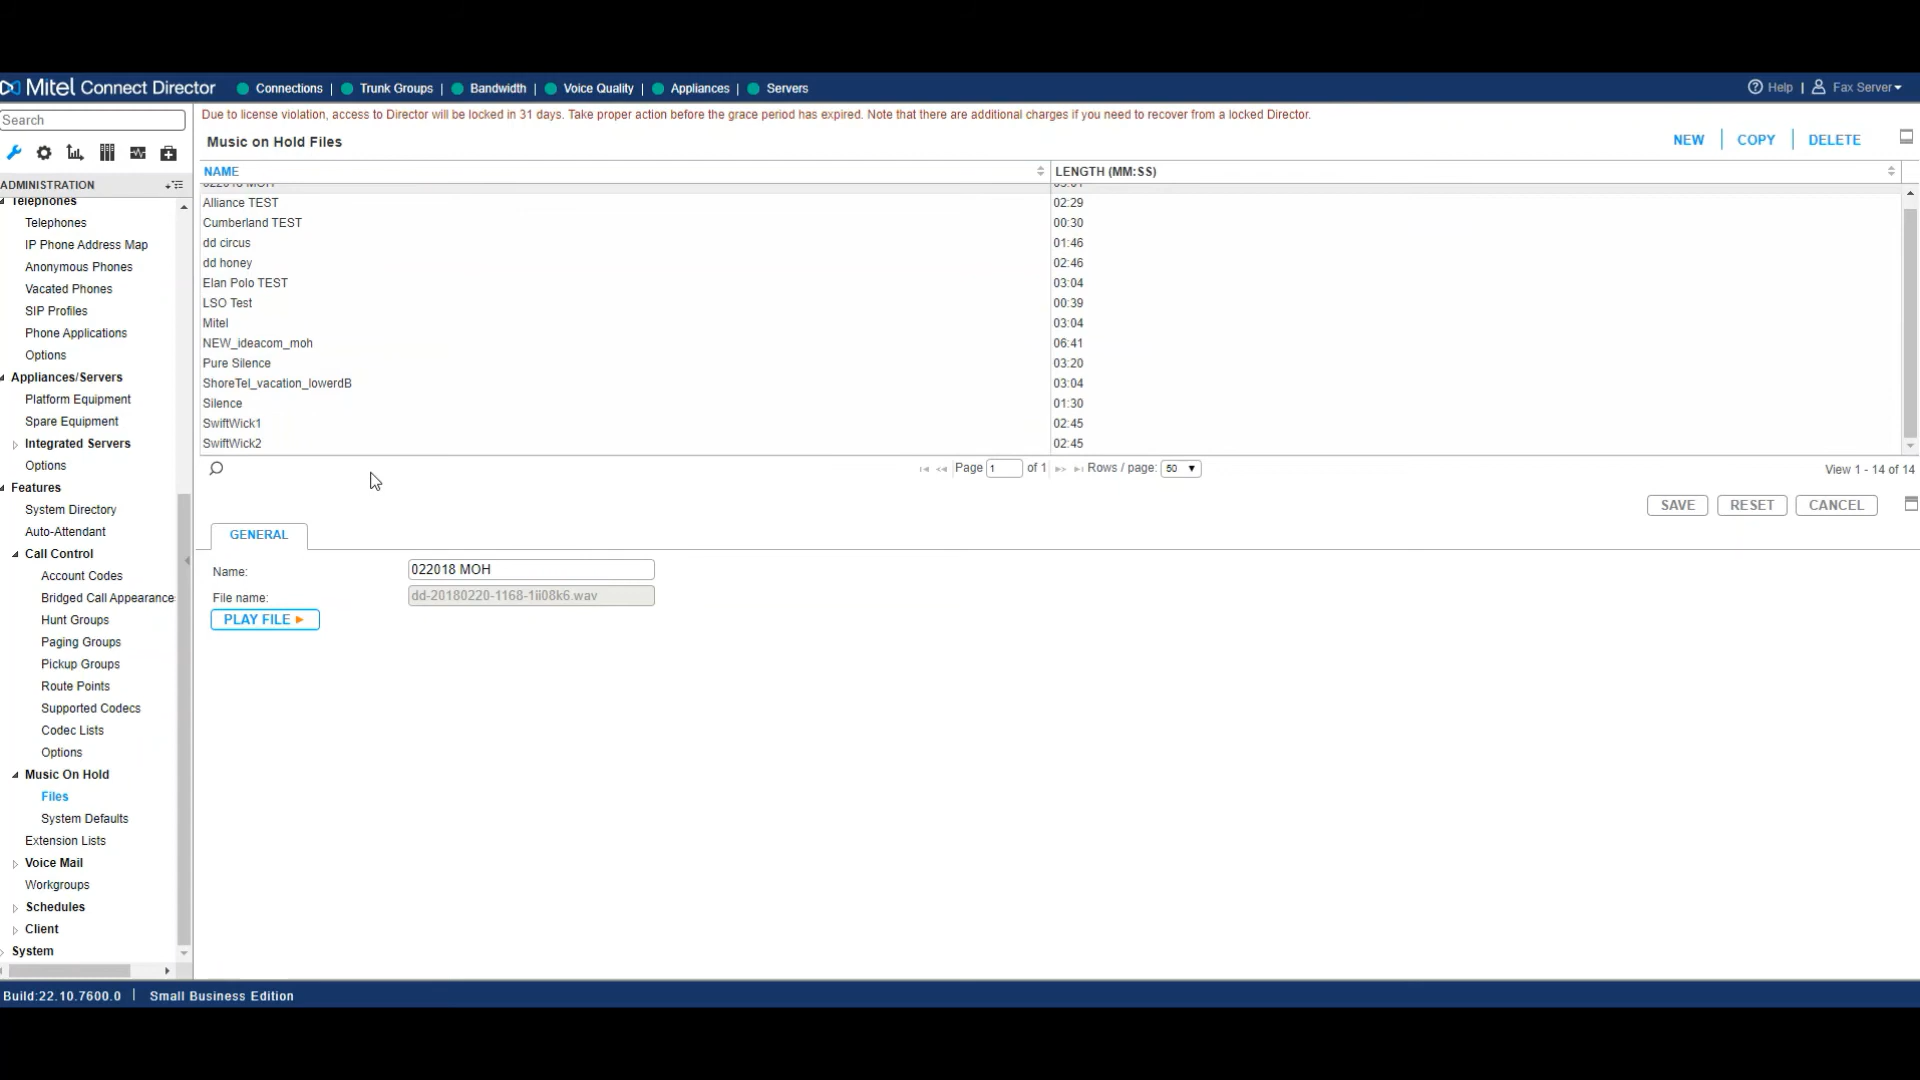 Mitel Connect Director
Connections | Trunk Groups | Bandwidth | Voice Quality | Appliances | Servers
Help | Fax Server
Search
Due to license violation, access to Director will be locked in 31 days. Take proper action before the grace period has expired. Note that there are additional charges if you need to recover from a locked Director.
Music on Hold Files
NEW | COPY | DELETE
ADMINISTRATION
Telephones
Telephones
IP Phone Address Map
Anonymous Phones
Vacated Phones
SIP Profiles
Phone Applications
Options
Appliances/Servers
Platform Equipment
Spare Equipment
Integrated Servers
Options
Features
System Directory
Auto-Attendant
Call Control
Account Codes
Bridged Call Appearance
Hunt Groups
Paging Groups
Pickup Groups
Route Points
Supported Codecs
Codec Lists
Options
Music On Hold
Files
System Defaults
Extension Lists
Voice Mail
Workgroups
Schedules
Client
System
NAME LENGTH (MM:SS)
022018 MOH 03:01
Alliance TEST 02:29
Cumberland TEST 00:30
dd circus 01:46
dd honey 02:46
Elan Polo TEST 03:04
LSO Test 00:39
Mitel 03:04
NEW_ideacom_moh 06:41
Pure Silence 03:20
ShoreTel_vacation_lowerdB 03:04
Silence 01:30
SwiftWick1 02:45
SwiftWick2 02:45
Page 1 of 1 Rows / page: 50
View 1 - 14 of 14
SAVE RESET CANCEL
GENERAL
Name: 022018 MOH
File name: dd-20180220-1168-1ii08k6.wav
PLAY FILE
Build:22.10.7600.0 | Small Business Edition